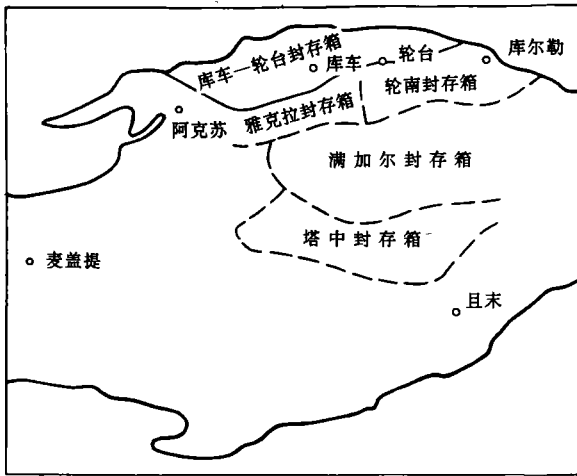 库车—轮台封存箱
库车
轮台
库尔勒
阿克苏
雅克拉封存箱
轮南封存箱
满加尔封存箱
塔中封存箱
麦盖提
且末